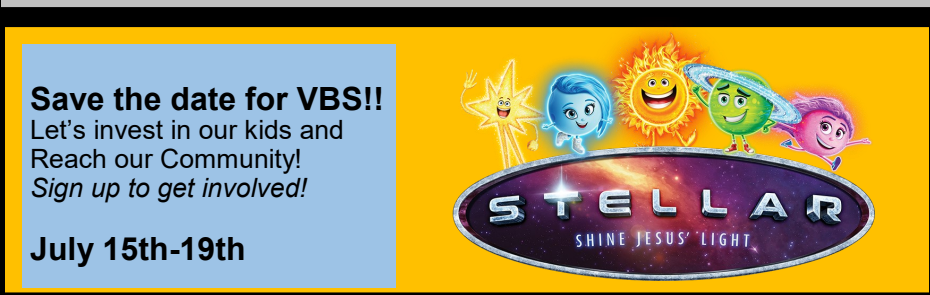 Save the date for VBS!!
Let’s invest in our kids and
Reach our Community!
Sign up to get involved!
July 15th-19th
STELLAR
SHINE JESUS’ LIGHT